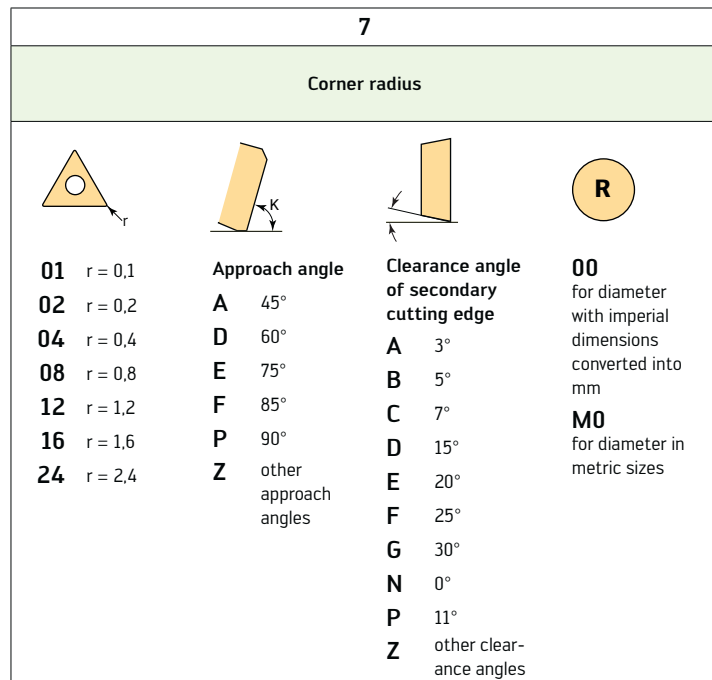 7
Corner radius
r
01 r = 0,1
02 r = 0,2
04 r = 0,4
08 r = 0,8
12 r = 1,2
16 r = 1,6
24 r = 2,4
K
Approach angle
A 45°
D 60°
E 75°
F 85°
P 90°
Z other
approach
angles
Clearance angle
of secondary
cutting edge
A 3°
B 5°
C 7°
D 15°
E 20°
F 25°
G 30°
N 0°
P 11°
Z other clear-
ance angles
R
00
for diameter
with imperial
dimensions
converted into
mm
M0
for diameter in
metric sizes